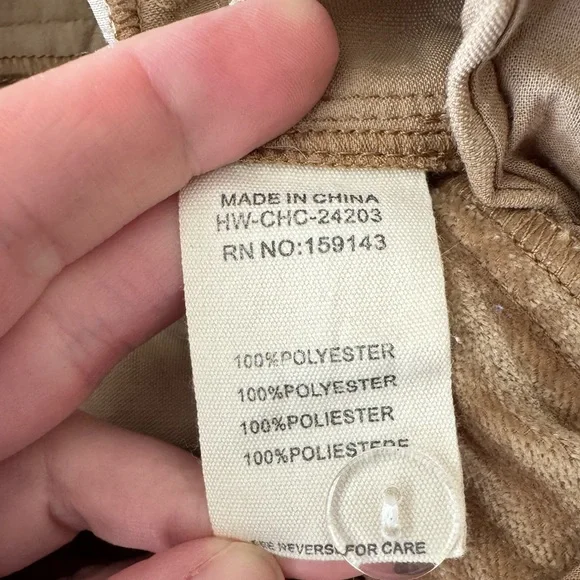 MADE IN CHINA
HW-CHC-24203
RN NO:159143
100%POLYESTER
100%POLYESTER
100%POLIESTER
100%POLIESTERE
FOR CARE